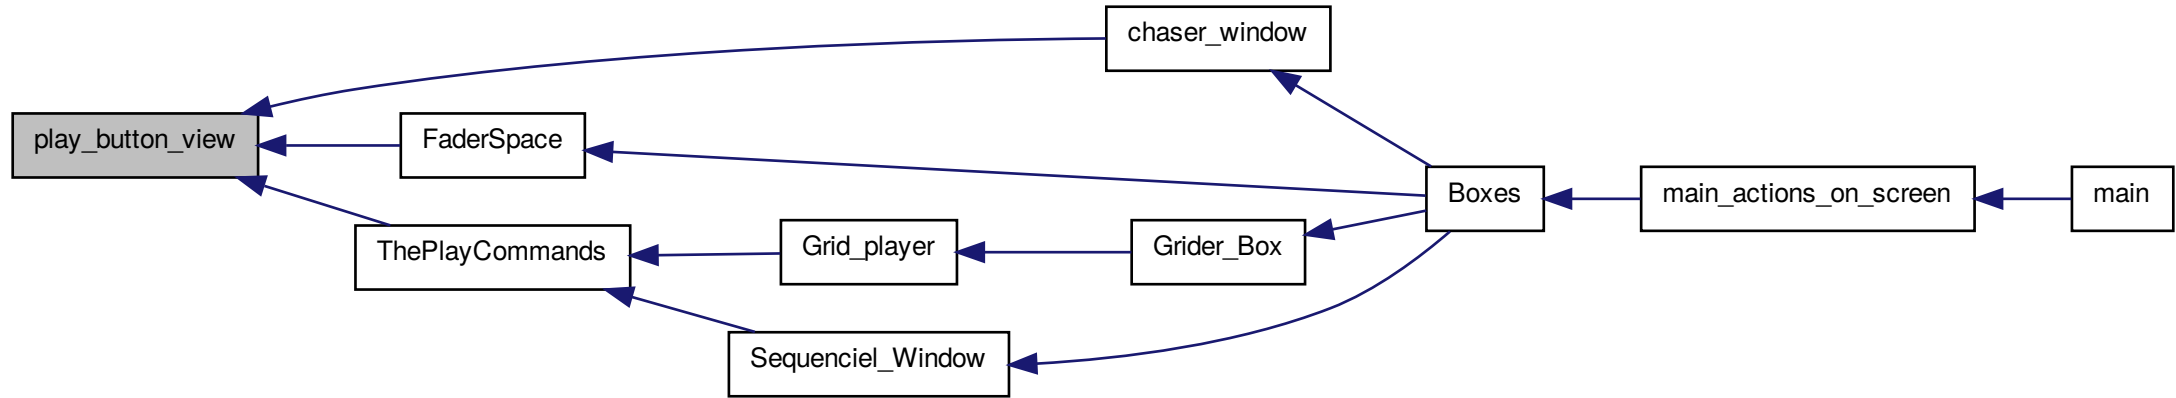 chaser_window
play_button_view
FaderSpace
Boxes
main_actions_on_screen
main
ThePlayCommands
Grid_player
Grider_Box
Sequenciel_Window